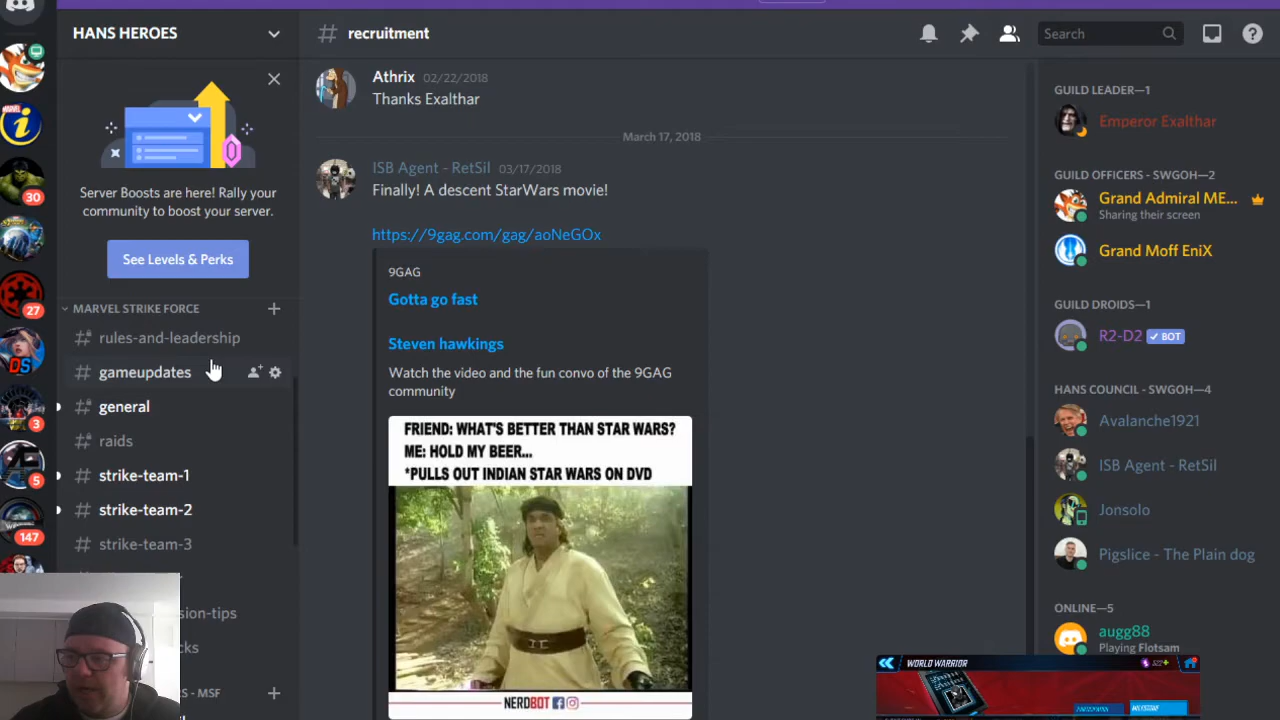 HANS HEROES
Server Boosts are here! Rally your
community to boost your server.
See Levels & Perks
MARVEL STRIKE FORCE
rules-and-leadership
gameupdates
general
raids
strike-team-1
strike-team-2
strike-team-3
sion-tips
ks
S - MSF
30
27
DS
3
5
147
# recruitment
Search
Athrix 02/22/2018
Thanks Exalthar
March 17, 2018
ISB Agent - RetSil 03/17/2018
Finally! A descent StarWars movie!
https://9gag.com/gag/aoNeGOx
9GAG
Gotta go fast
Steven hawkings
Watch the video and the fun convo of the 9GAG
community
FRIEND: WHAT'S BETTER THAN STAR WARS?
ME: HOLD MY BEER...
*PULLS OUT INDIAN STAR WARS ON DVD
NERDBOT
GUILD LEADER—1
Emperor Exalthar
GUILD OFFICERS - SWGOH—2
Grand Admiral ME...
Sharing their screen
Grand Moff EniX
GUILD DROIDS—1
R2-D2 BOT
HANS COUNCIL - SWGOH—4
Avalanche1921
ISB Agent - RetSil
Jonsolo
Pigslice - The Plain dog
ONLINE—5
augg88
Playing Flotsam
WORLD WARRIOR